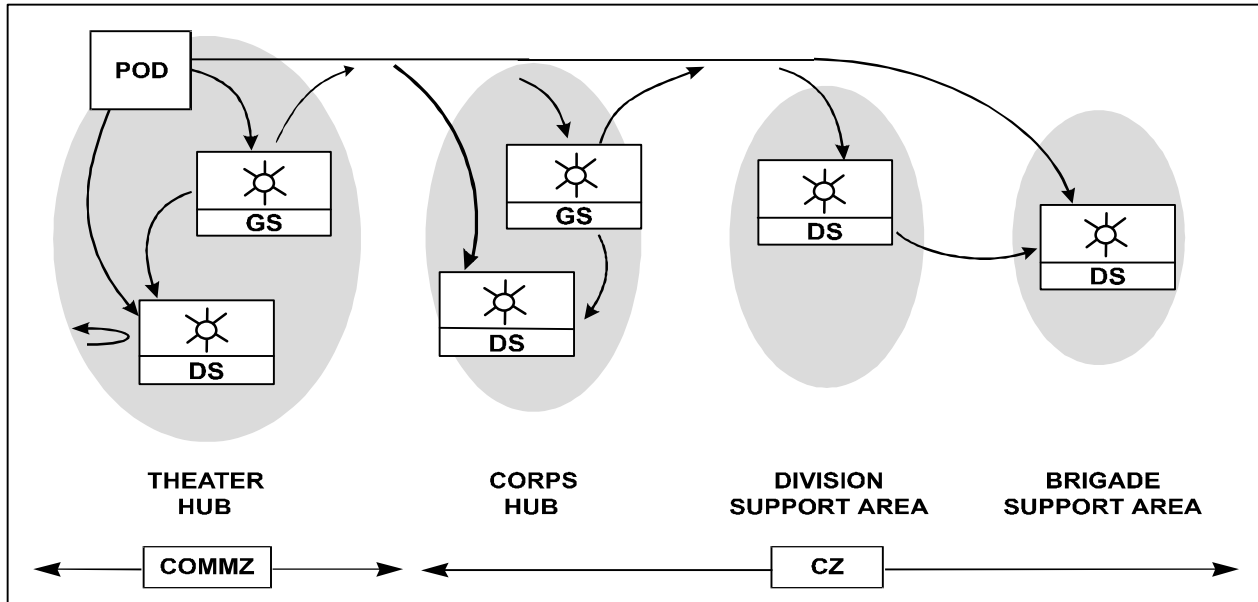 POD
GS
GS
DS
DS
DS
DS
THEATER
HUB
CORPS
HUB
DIVISION
SUPPORT AREA
BRIGADE
SUPPORT AREA
COMMZ
CZ